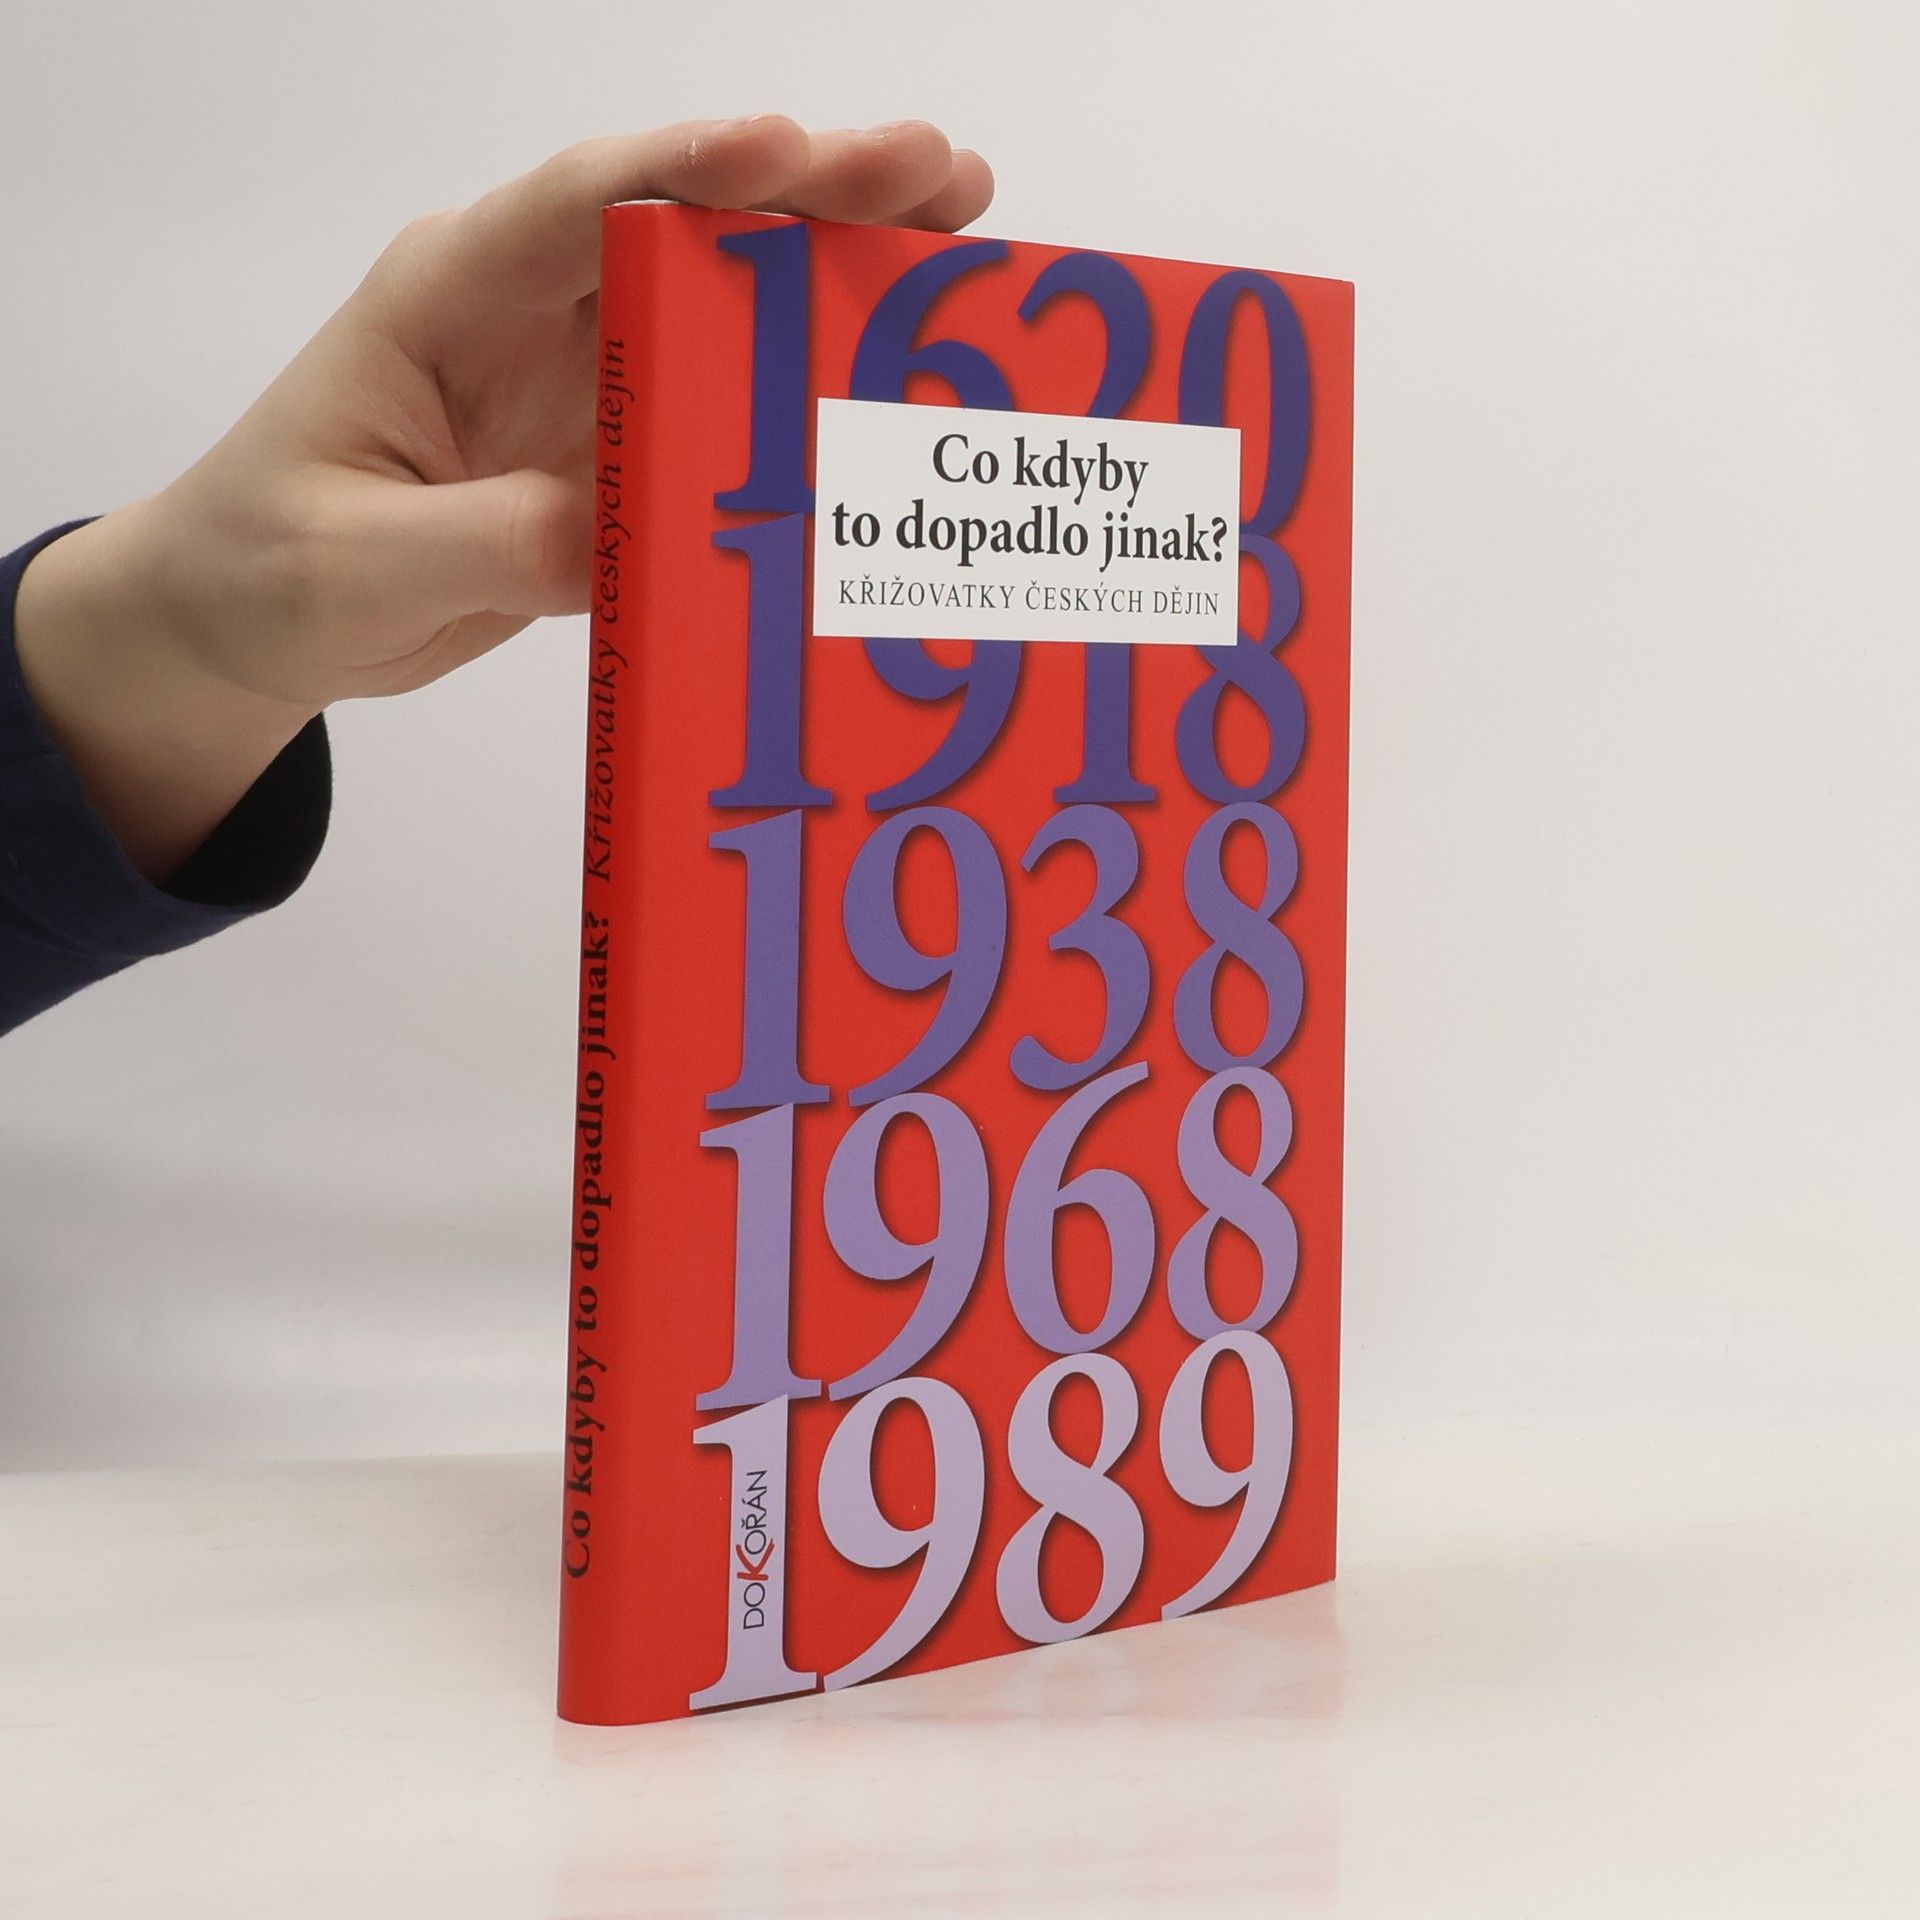 Co kdyby to dopadlo jinak? Křižovatky českých dějin
1620
Co kdyby
to dopadlo jinak?
KŘIŽOVATKY ČESKÝCH DĚJIN
1918
1938
1968
1989
DOKOŘÁN